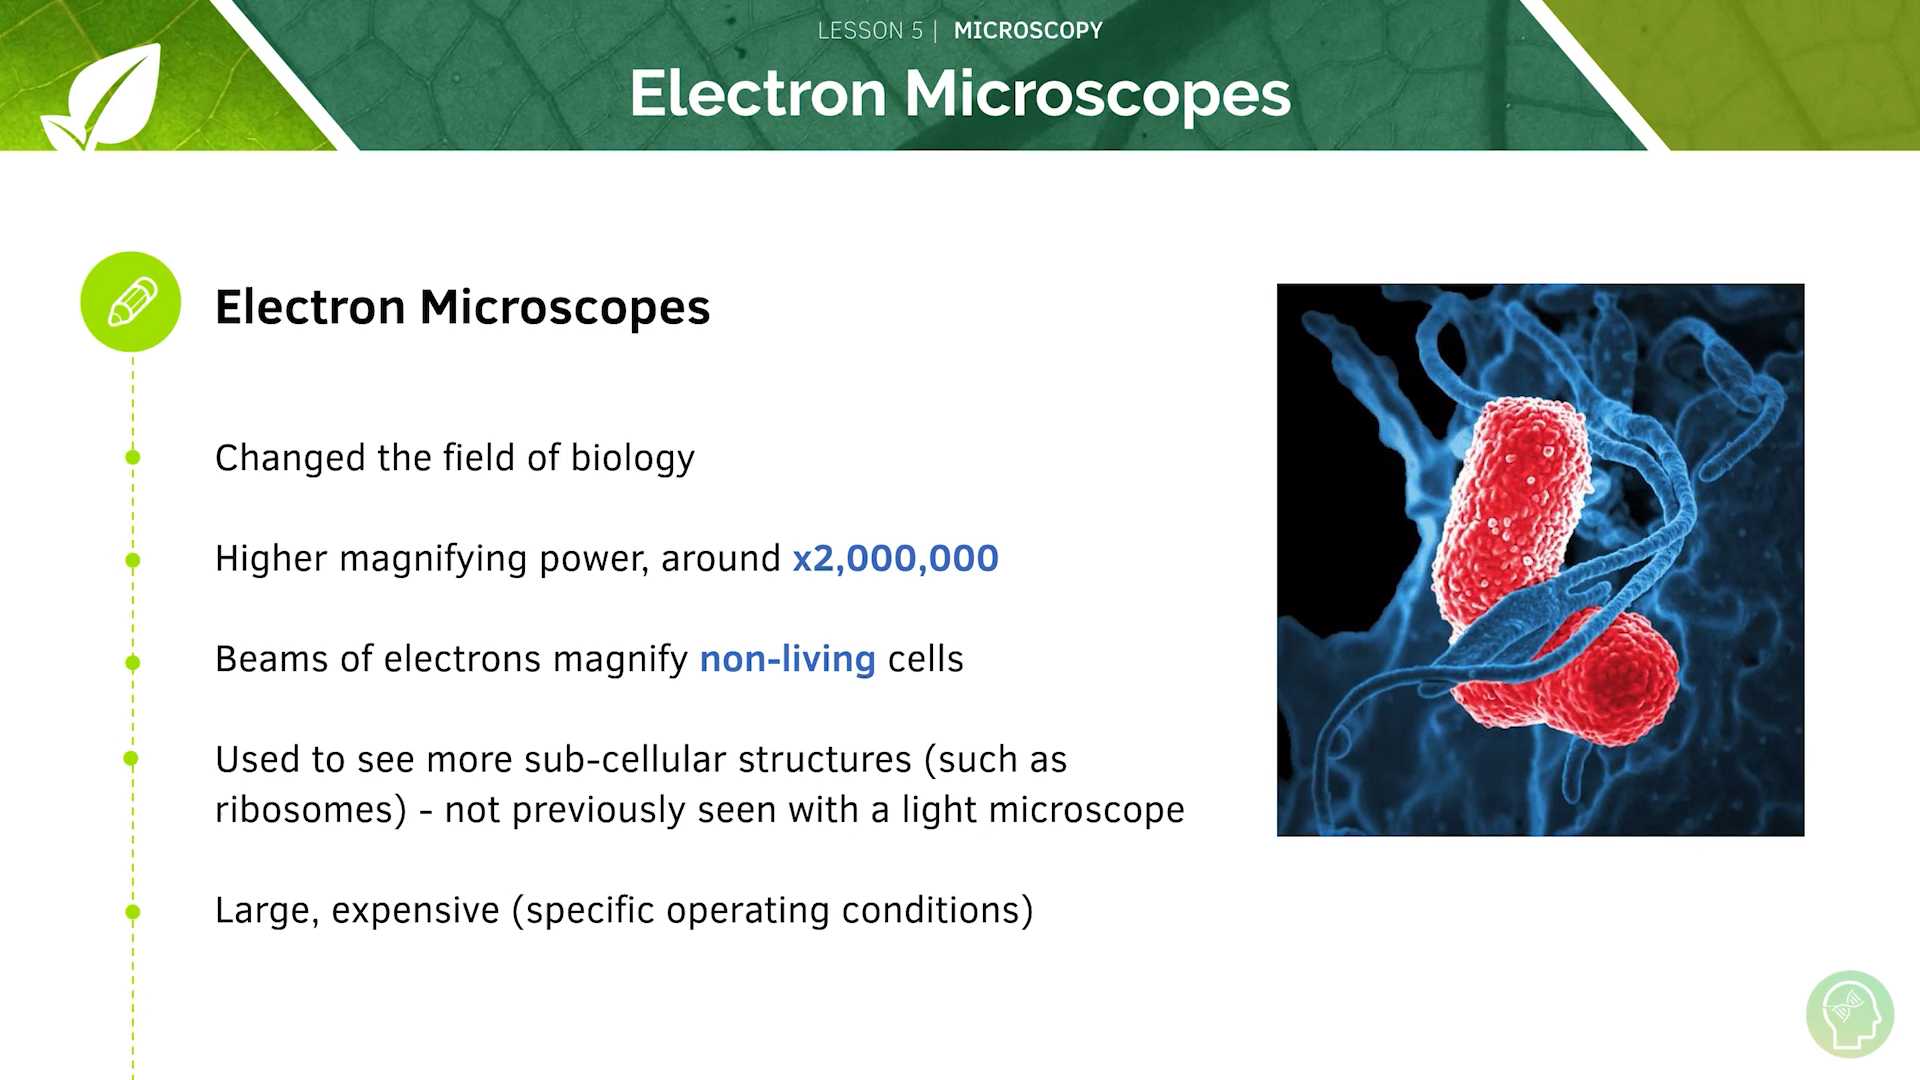 LESSON 5 | MICROSCOPY
Electron Microscopes
Electron Microscopes
Changed the field of biology
Higher magnifying power, around x2,000,000
Beams of electrons magnify non-living cells
Used to see more sub-cellular structures (such as
ribosomes) - not previously seen with a light microscope
Large, expensive (specific operating conditions)